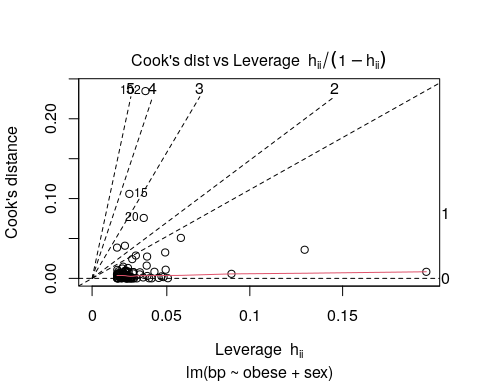 Cook's dist vs Leverage hii/(1 − hii)
102 5 4 3 2
0.20
15
0.10
20
1
0.00
0
0 0.05 0.1 0.15
Cook's distance
Leverage hii
lm(bp ~ obese + sex)